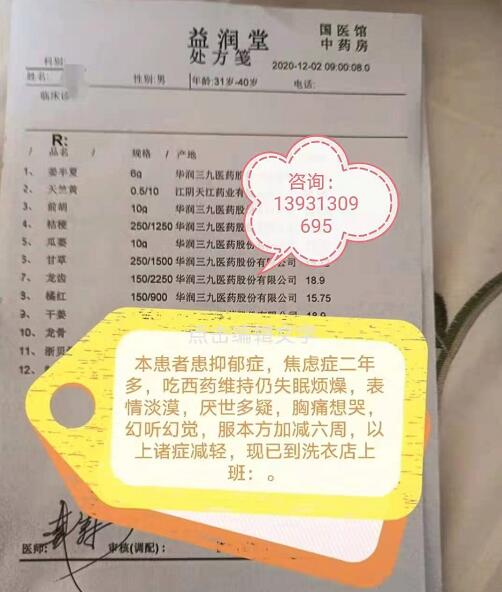 益润堂
国医馆
处方笺
中药房
科别:
2020-12-02 09:00:08.0
姓名:
性别:男
年龄:31岁-40岁
电话:
临床诊
R:
/ 品名 / 规格 / 产地
1、 姜半夏 6g 华润三九医药股
2、 天竺黄 0.5/10 江阴天江药业有
3、 前胡 10g 华润三九医药股
4、 桔梗 250/1250 华润三九医药股
5、 瓜蒌 10g 华润三九医药股份
6、 甘草 250/1500 华润三九医药股份有限公司
7、 龙齿 150/2250 华润三九医药股份有限公司 18.9
8、 橘红 150/900 华润三九医药股份有限公司 15.75
9、 干姜
10、 龙骨
11、 浙贝
12、
咨询:
13931309
695
点击编辑文字
本患者患抑郁症，焦虑症二年
多，吃西药维持仍失眠烦燥，表
情淡漠，厌世多疑，胸痛想哭，
幻听幻觉，服本方加减六周，以
上诸症减轻，现已到洗衣店上
班：。
医师:
审核(调配):